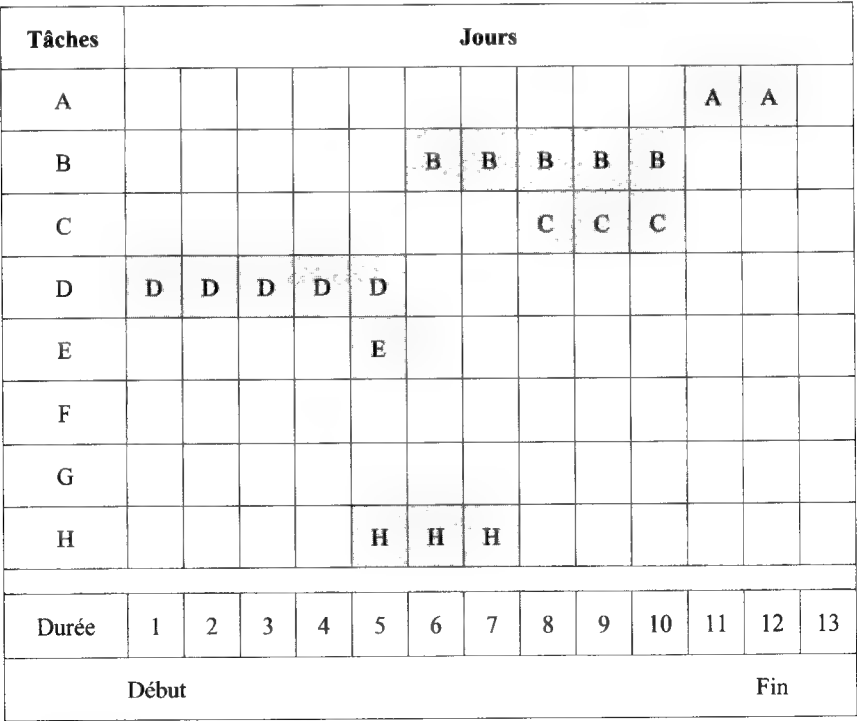 Tâches Jours
A A A
B B B B B B
C C C C
D D D D D D
E E
F
G
H H H H
Durée 1 2 3 4 5 6 7 8 9 10 11 12 13
Début Fin